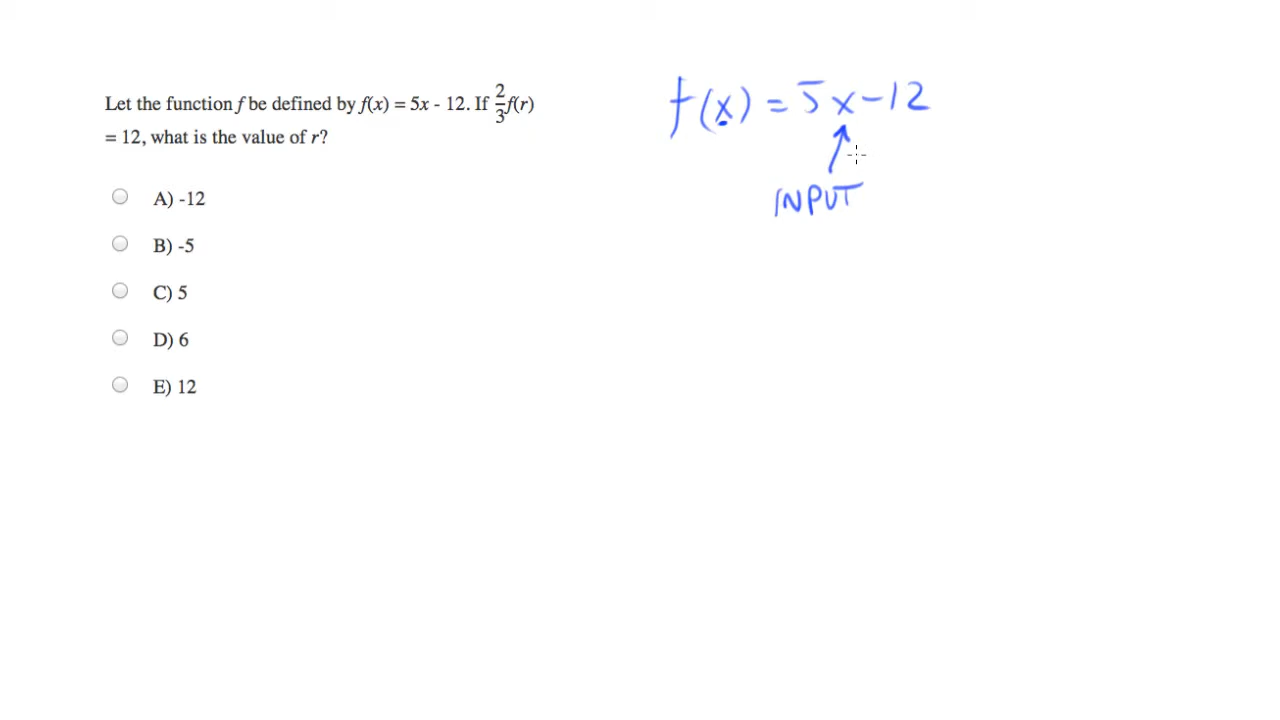 Let the function f be defined by f(x) = 5x - 12. If 2/3 f(r)
= 12, what is the value of r?
A) -12
B) -5
C) 5
D) 6
E) 12
f(x) = 5x-12
INPUT